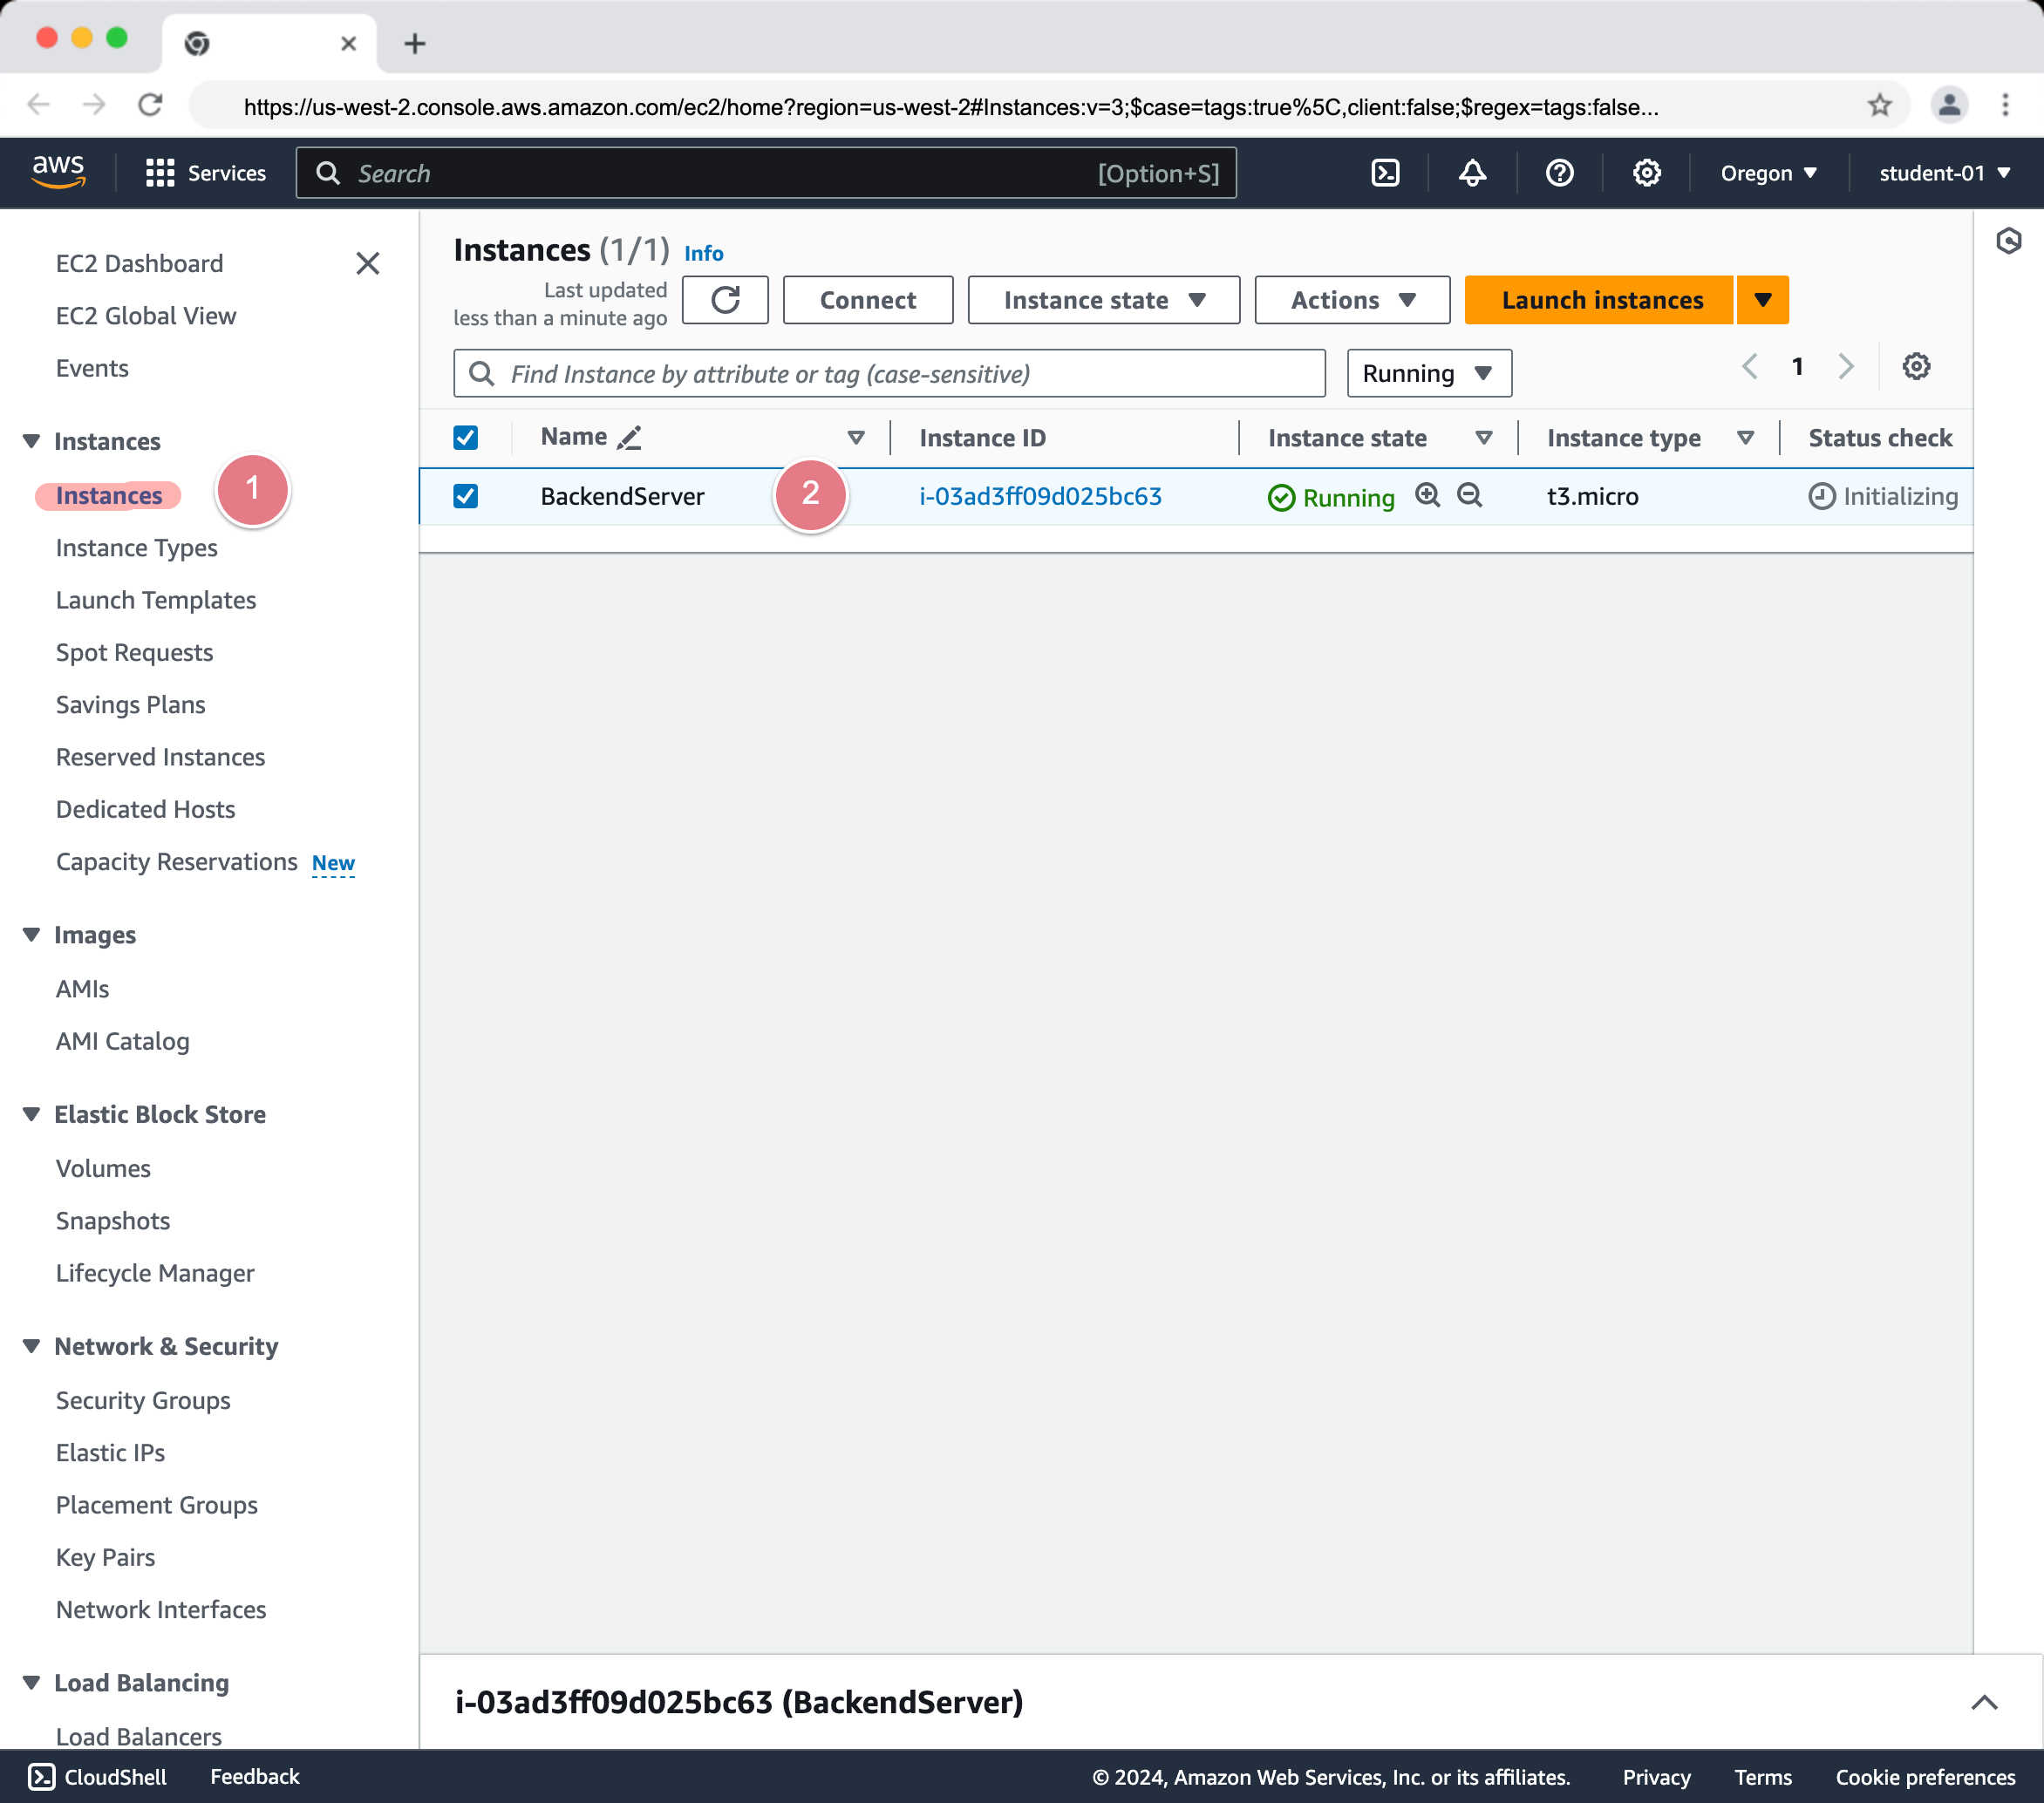 https://us-west-2.console.aws.amazon.com/ec2/home?region=us-west-2#Instances:v=3;$case=tags:true%5C,client:false;$regex=tags:false...
aws Services Search [Option+S] Oregon student-01
EC2 Dashboard
EC2 Global View
Events
Instances
Instances 1
Instance Types
Launch Templates
Spot Requests
Savings Plans
Reserved Instances
Dedicated Hosts
Capacity Reservations New
Images
AMIs
AMI Catalog
Elastic Block Store
Volumes
Snapshots
Lifecycle Manager
Network & Security
Security Groups
Elastic IPs
Placement Groups
Key Pairs
Network Interfaces
Load Balancing
Load Balancers
Instances (1/1) Info
Last updated
less than a minute ago
Connect Instance state Actions Launch instances
Find Instance by attribute or tag (case-sensitive) Running 1
Name Instance ID Instance state Instance type Status check
BackendServer 2 i-03ad3ff09d025bc63 Running t3.micro Initializing
i-03ad3ff09d025bc63 (BackendServer)
CloudShell Feedback © 2024, Amazon Web Services, Inc. or its affiliates. Privacy Terms Cookie preferences